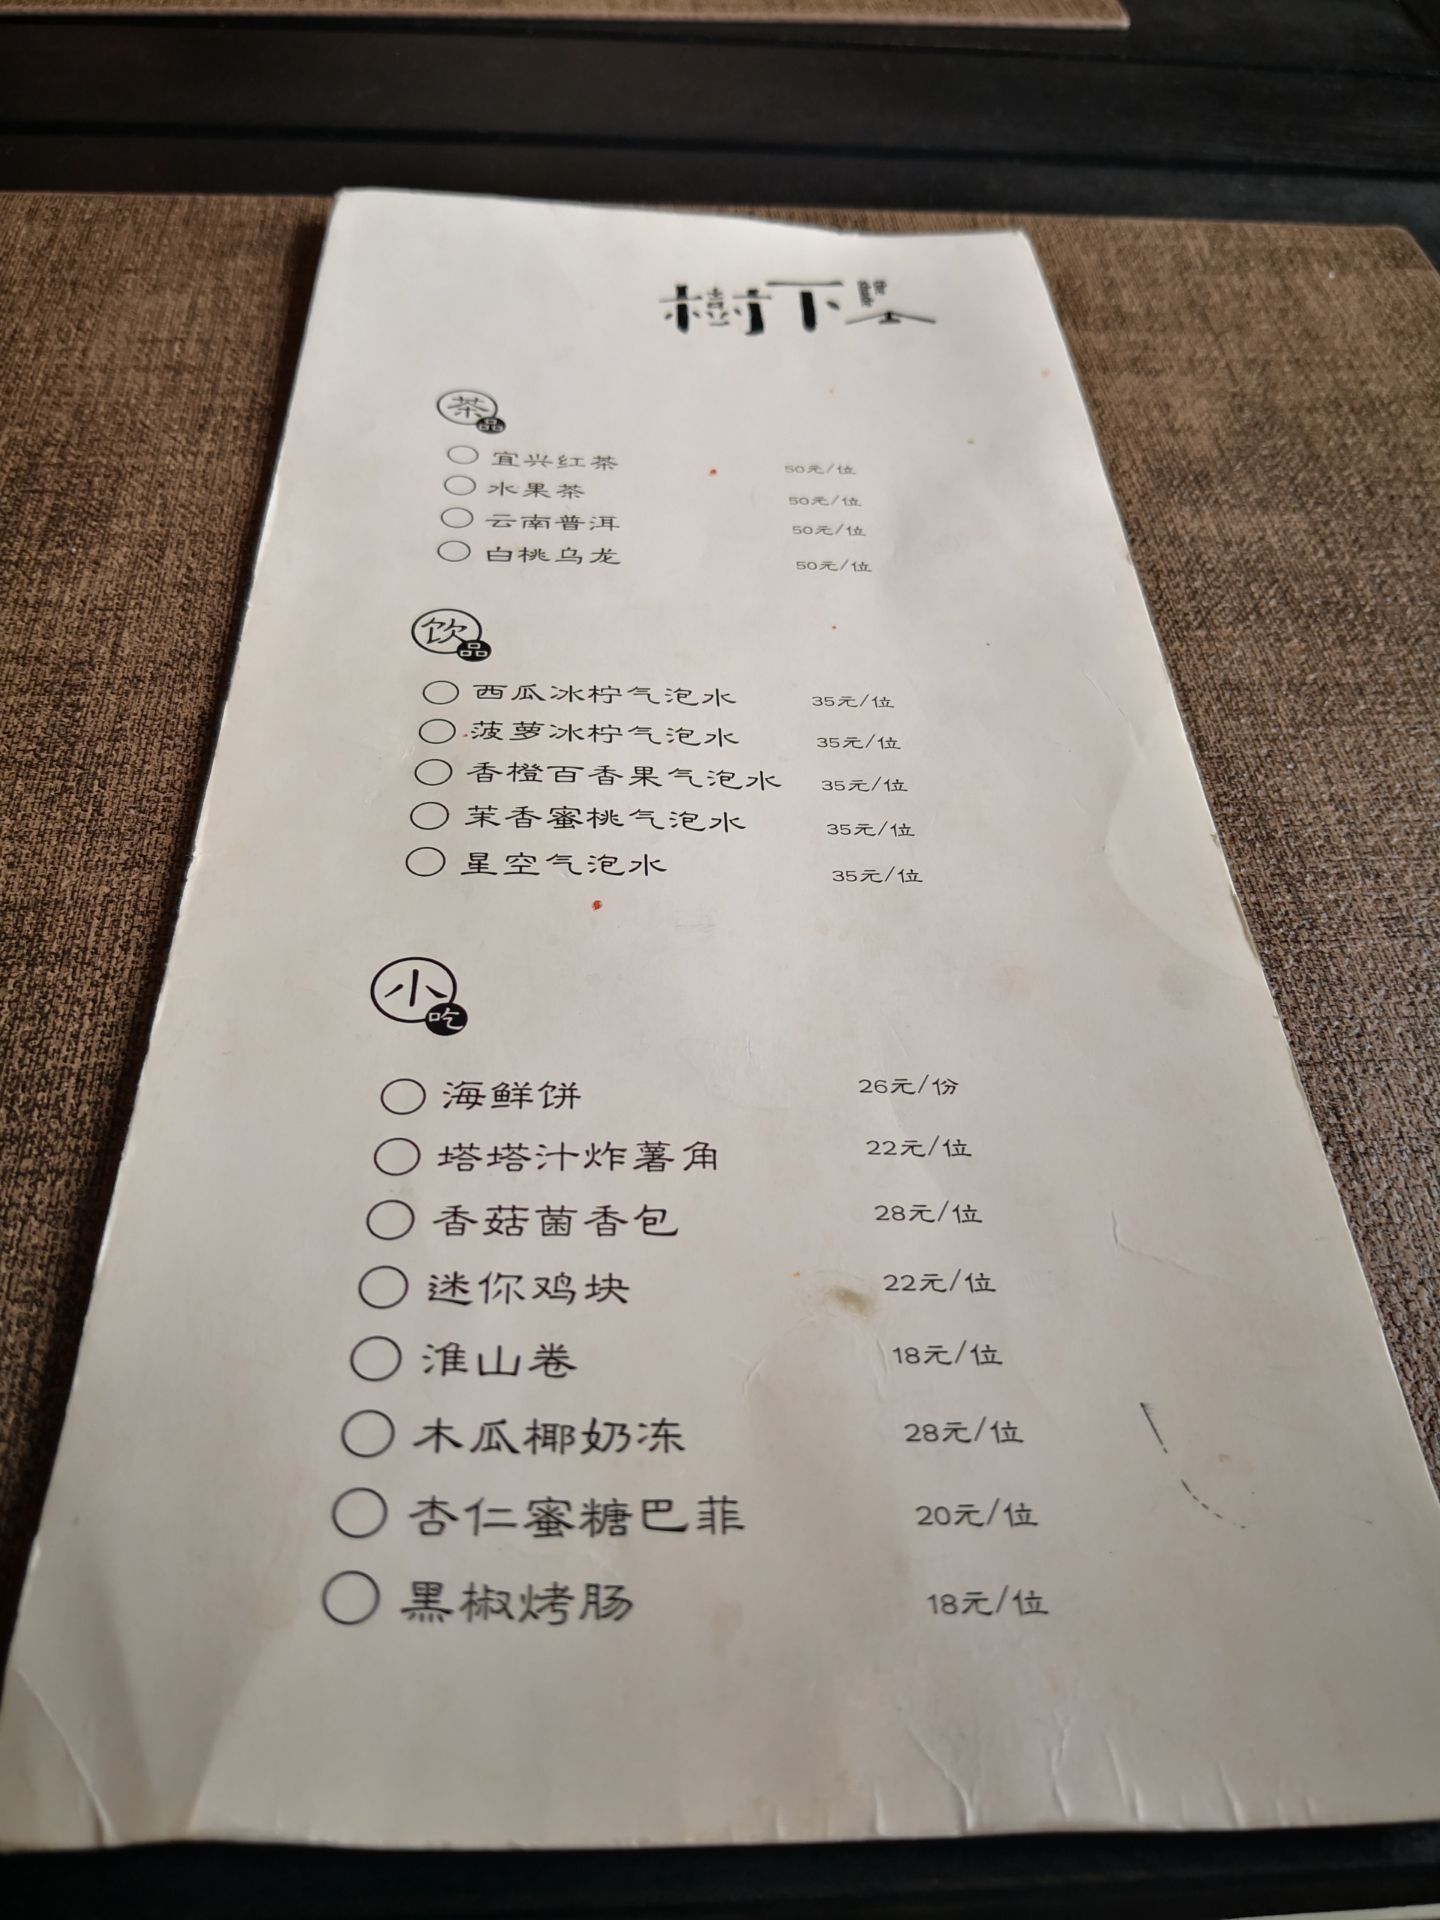 樹下
茶品
宜兴红茶 50元/位
水果茶 50元/位
云南普洱 50元/位
白桃乌龙 50元/位
饮品
西瓜冰柠气泡水 35元/位
菠萝冰柠气泡水 35元/位
香橙百香果气泡水 35元/位
茉香蜜桃气泡水 35元/位
星空气泡水 35元/位
小吃
海鲜饼 26元/份
塔塔汁炸薯角 22元/位
香菇菌香包 28元/位
迷你鸡块 22元/位
淮山卷 18元/位
木瓜椰奶冻 28元/位
杏仁蜜糖巴菲 20元/位
黑椒烤肠 18元/位